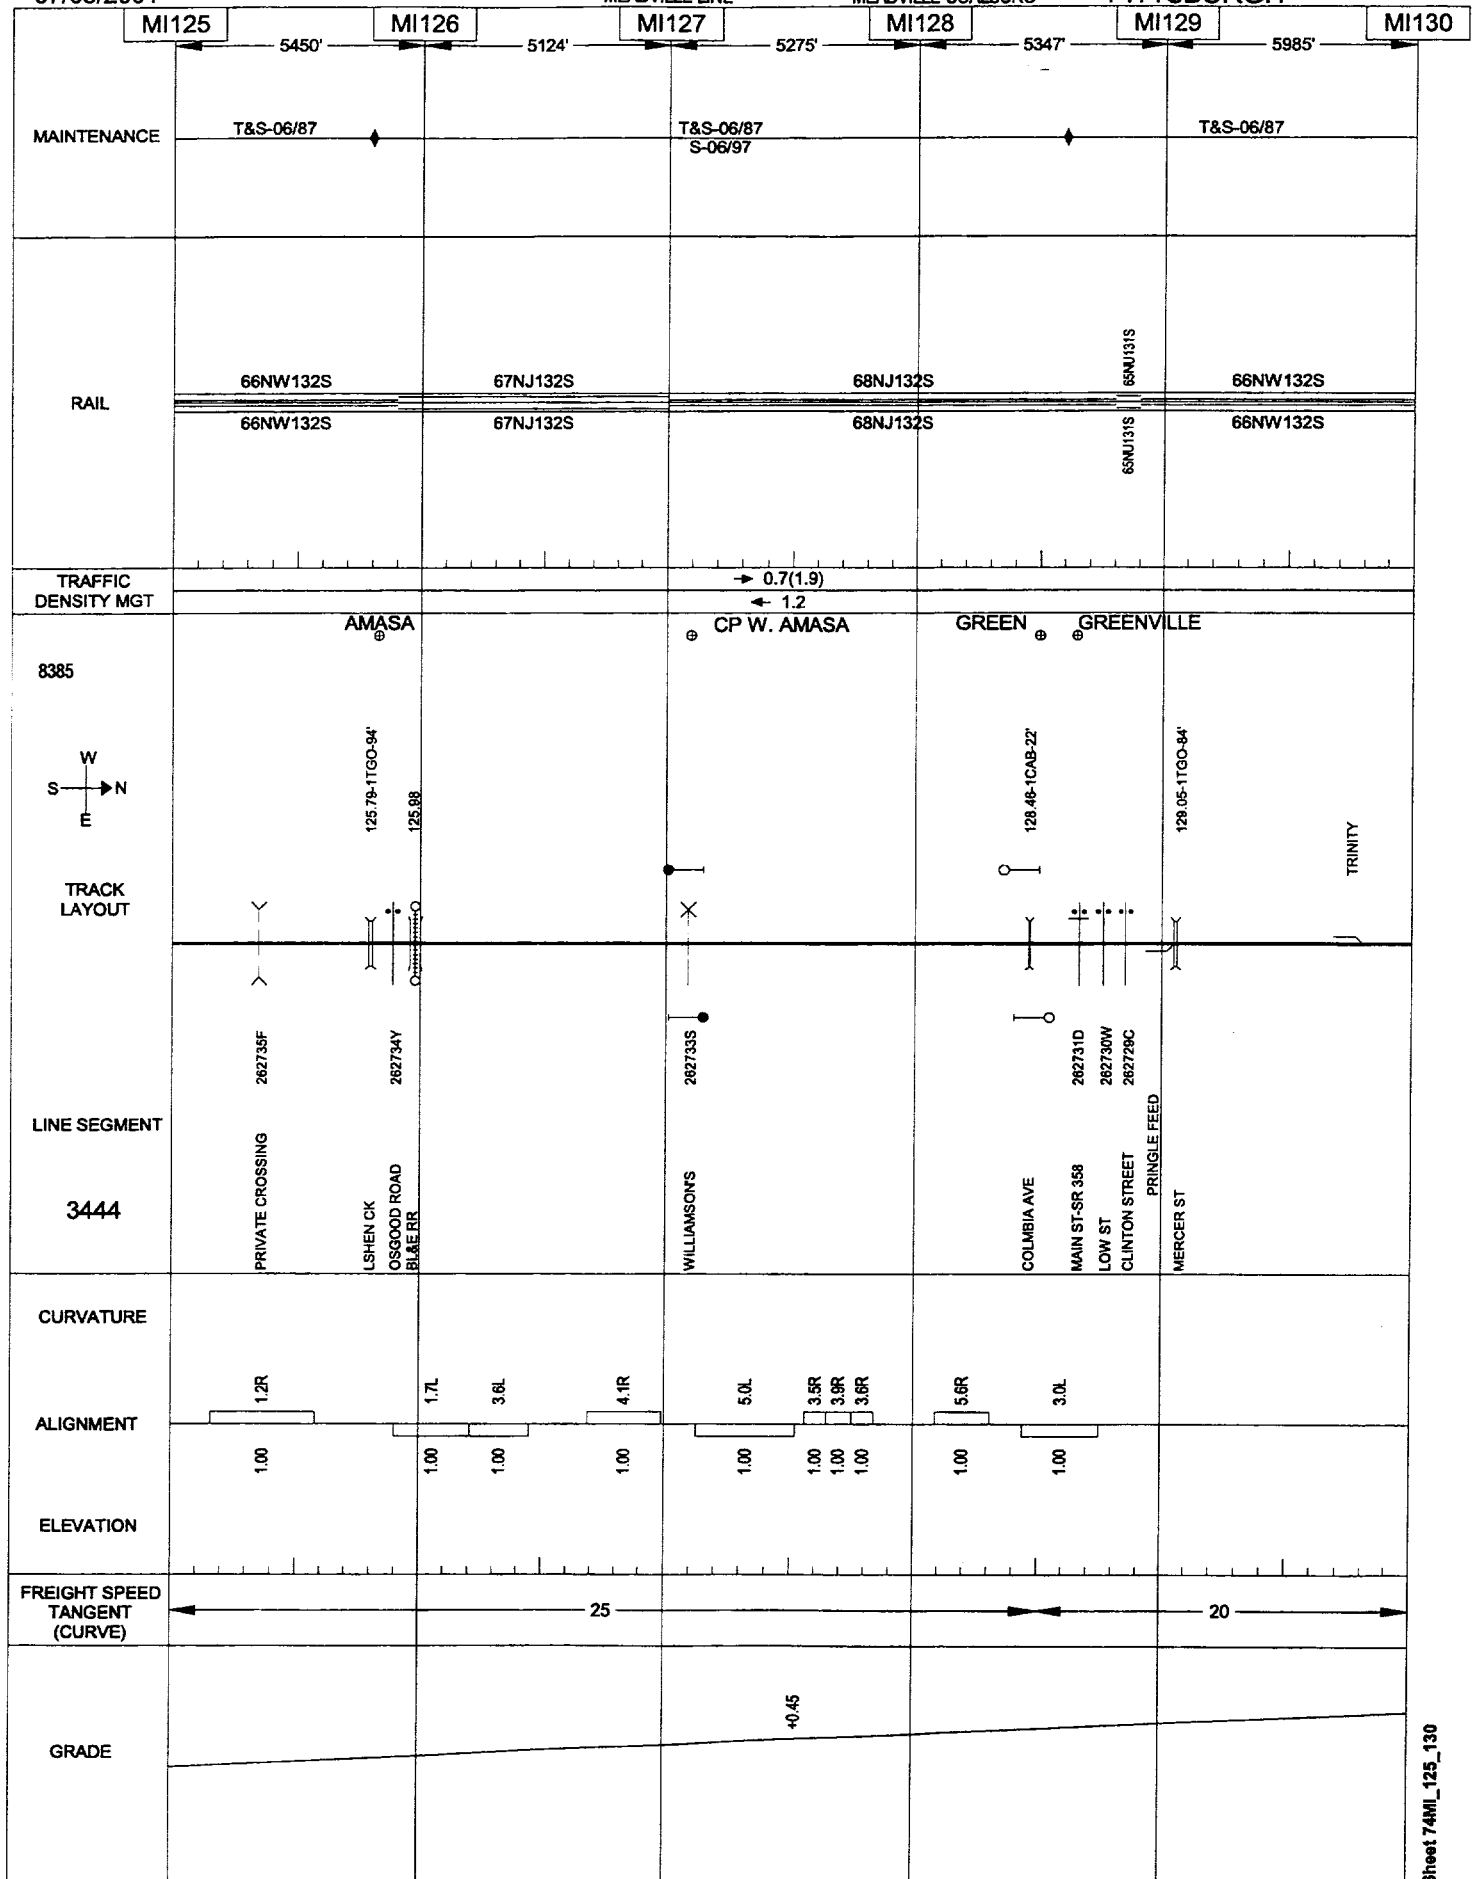 MI125 MI126 MI127 MI128 MI129 MI130
5450' 5124' 5275' 5347' 5985'
MAINTENANCE
T&S-06/87 T&S-06/87 T&S-06/87
S-06/97
RAIL
66NW132S 67NJ132S 68NJ132S 65NU131S 66NW132S
66NW132S 67NJ132S 68NJ132S 65NU131S 66NW132S
TRAFFIC
DENSITY MGT
0.7(1.9)
1.2
AMASA CP W. AMASA GREEN GREENVILLE
8385
W
S N
E
125.79-1TGO-94'
125.98
128.46-1CAB-22'
129.05-1TGO-84'
TRINITY
TRACK
LAYOUT
262735F
262734Y
262733S
262731D
262730W
262729C
LINE SEGMENT
3444
PRIVATE CROSSING
LSHEN CK
OSGOOD ROAD
BL&E RR
WILLIAMSON'S
COLMBIA AVE
MAIN ST-SR 358
LOW ST
CLINTON STREET
PRINGLE FEED
MERCER ST
CURVATURE
1.2R 1.7L 3.6L 4.1R 5.0L 3.5R 3.9R 3.6R 5.6R 3.0L
ALIGNMENT
1.00 1.00 1.00 1.00 1.00 1.00 1.00 1.00 1.00 1.00
ELEVATION
FREIGHT SPEED
TANGENT
(CURVE)
25 20
+0.45
GRADE
Sheet 74MI_125_130